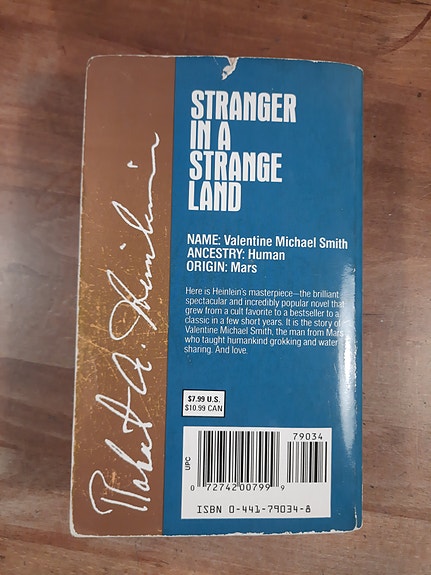 STRANGER
IN A
STRANGE
LAND
NAME: Valentine Michael Smith
ANCESTRY: Human
ORIGIN: Mars
Here is Heinlein's masterpiece—the brilliant
spectacular and incredibly popular novel that
grew from a cult favorite to a bestseller to a
classic in a few short years. It is the story of
Valentine Michael Smith, the man from Mars
who taught humankind grokking and water
sharing. And love.
$7.99 U.S.
$10.99 CAN
79034
UPC
0 7274200799 9
ISBN 0-441-79034-8
Robert A. Heinlein